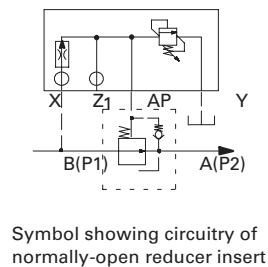 X Z1 AP Y
B(P1) A(P2)
Symbol showing circuitry of
normally-open reducer insert